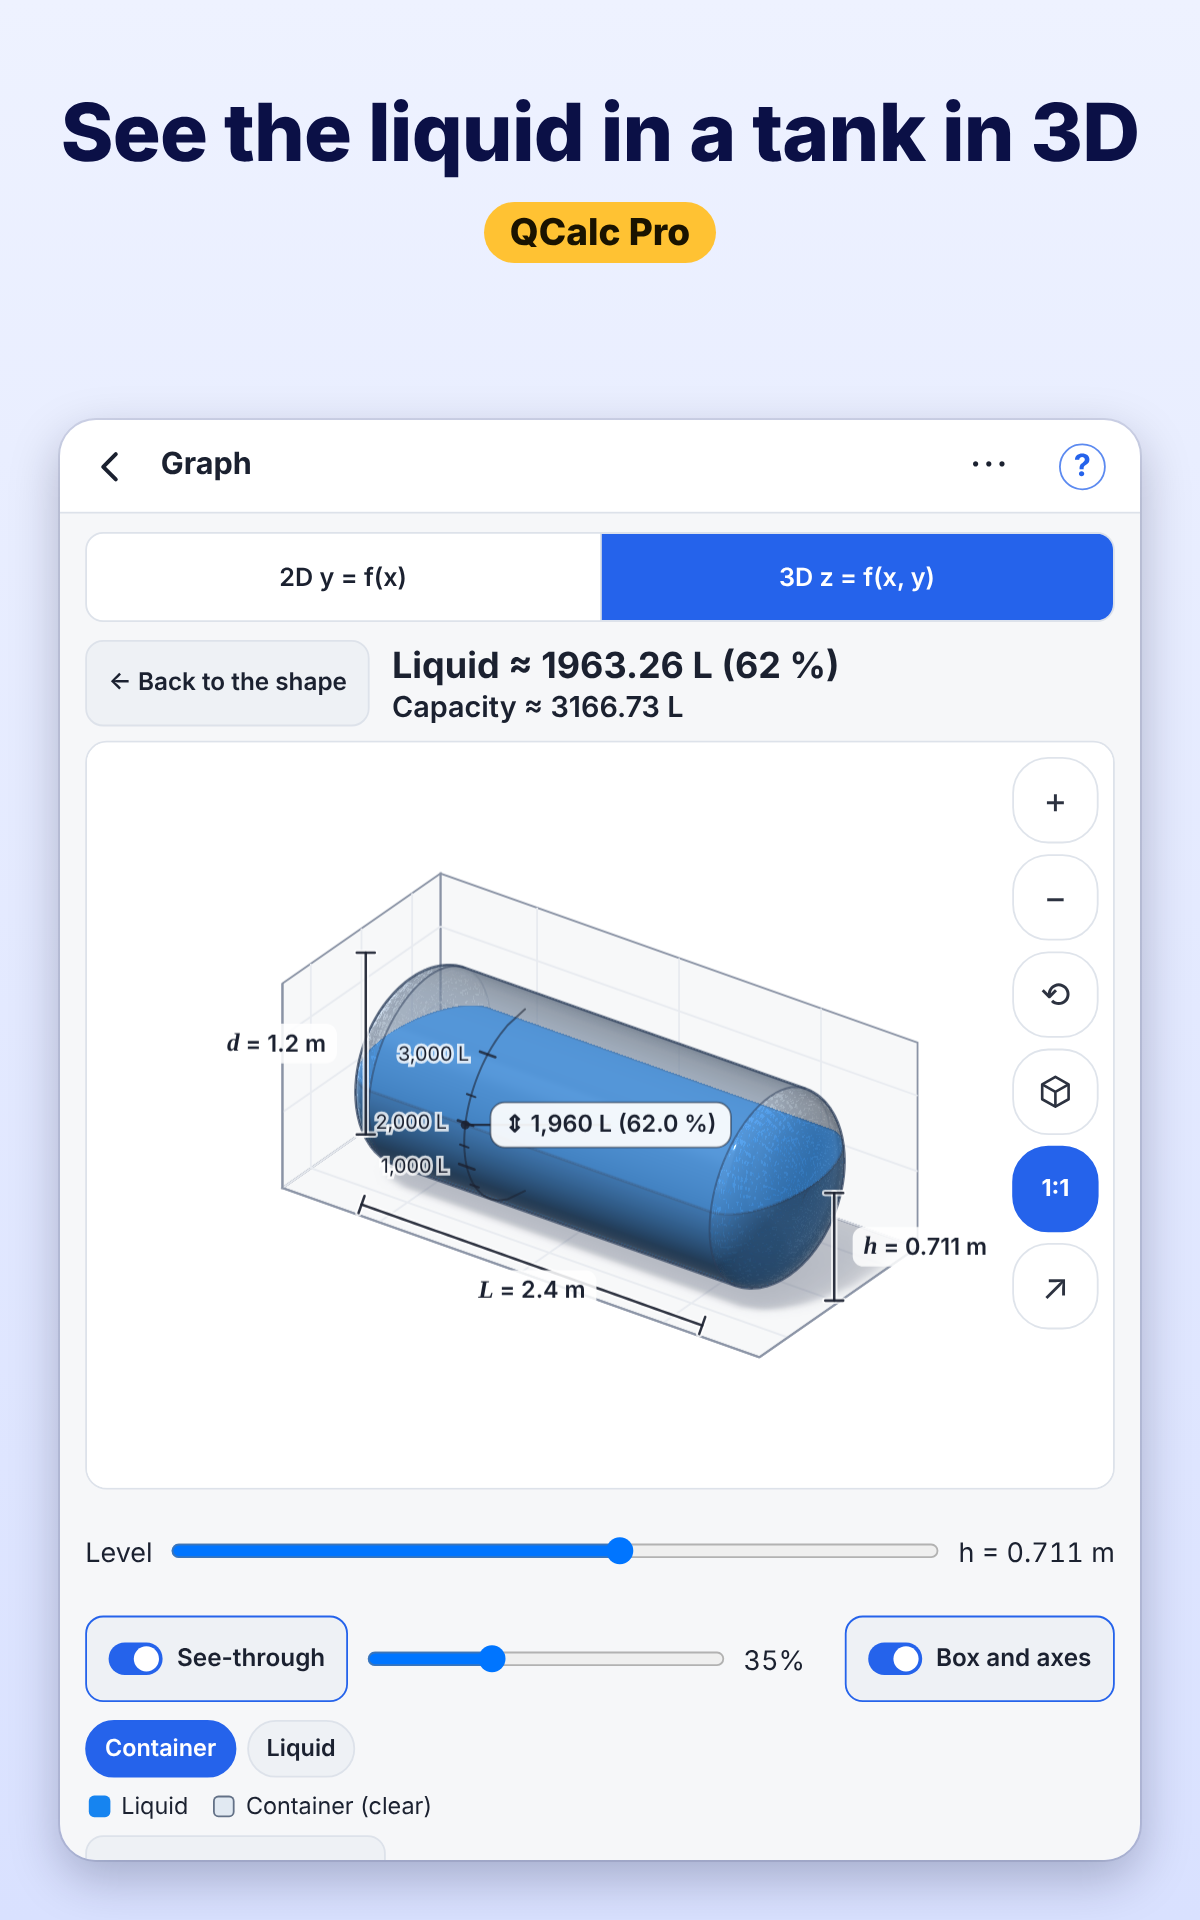 See the liquid in a tank in 3D
QCalc Pro
Graph
?
2D y = f(x)
3D z = f(x, y)
← Back to the shape
Liquid ≈ 1963.26 L (62 %)
Capacity ≈ 3166.73 L
+
−
d = 1.2 m
3,000 L
2,000 L
⇕ 1,960 L (62.0 %)
1,000 L
1:1
h = 0.711 m
L = 2.4 m
Level
h = 0.711 m
See-through
35%
Box and axes
Container
Liquid
Liquid
Container (clear)